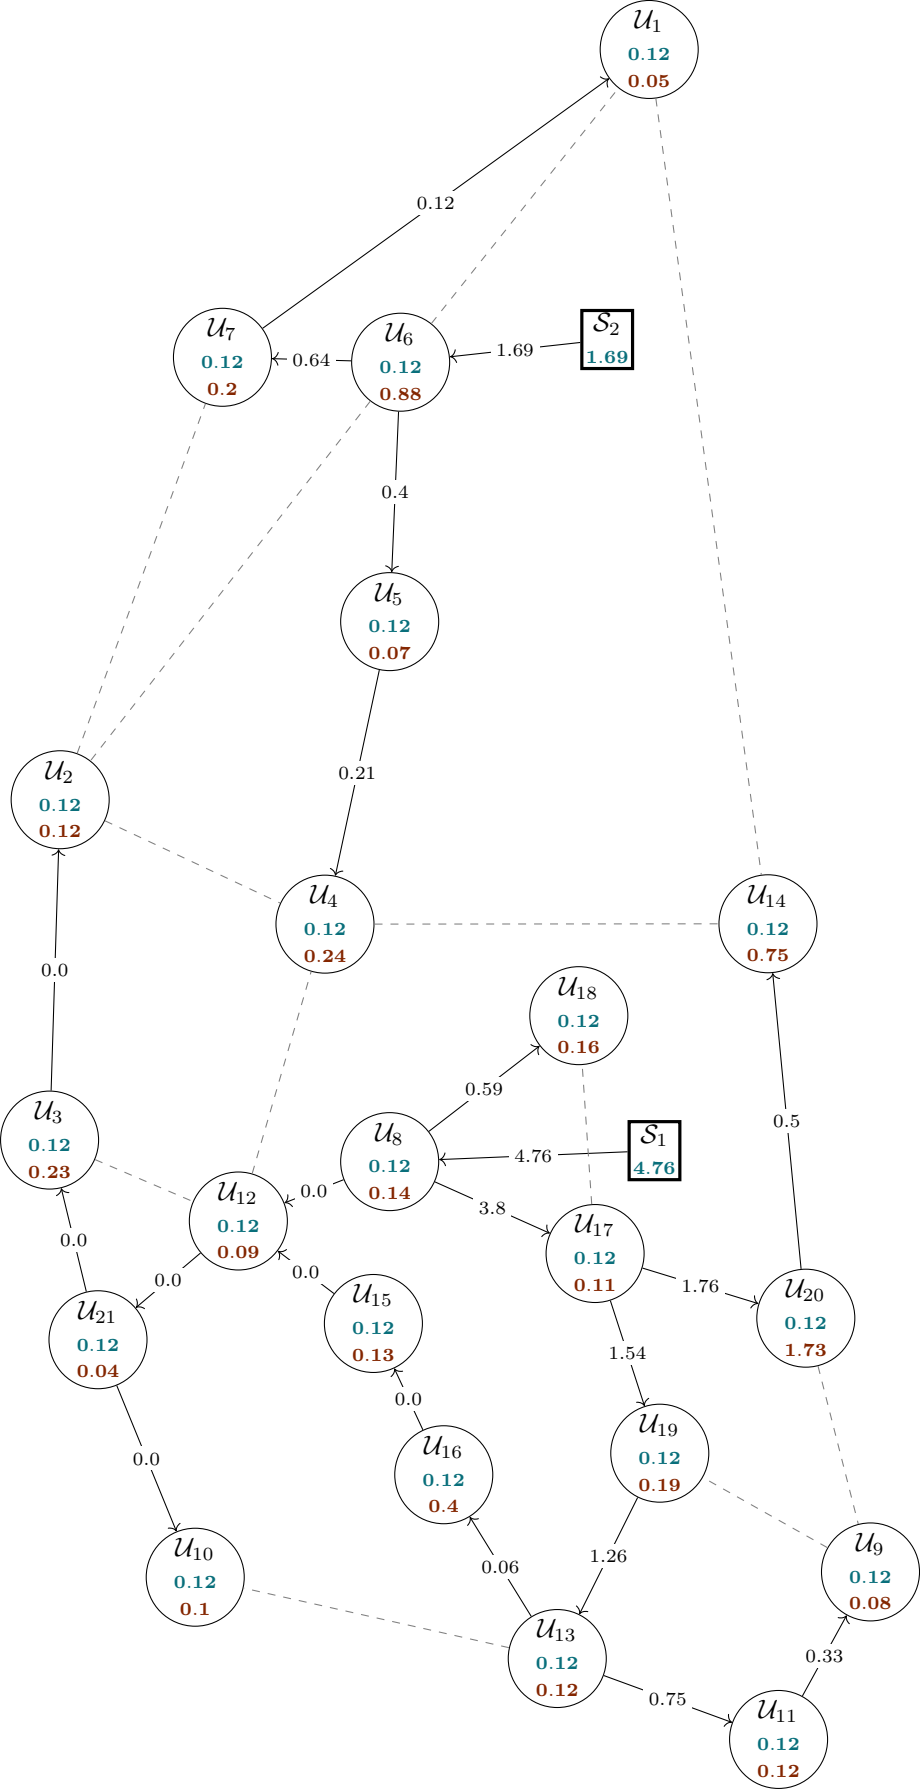 𝒰₁
0.12
0.05
0.12
𝒰₇
0.12
0.2
0.64
𝒰₆
0.12
0.88
1.69
𝒮₂
1.69
0.4
𝒰₅
0.12
0.07
0.21
𝒰₂
0.12
0.12
𝒰₄
0.12
0.24
𝒰₁₄
0.12
0.75
0.0
𝒰₁₈
0.12
0.16
0.59
0.5
𝒰₃
0.12
0.23
𝒰₈
0.12
0.14
4.76
𝒮₁
4.76
𝒰₁₂
0.12
0.09
0.0
3.8
𝒰₁₇
0.12
0.11
0.0
0.0
0.0
1.76
𝒰₂₁
0.12
0.04
𝒰₁₅
0.12
0.13
𝒰₂₀
0.12
1.73
1.54
0.0
0.0
𝒰₁₆
0.12
0.4
𝒰₁₉
0.12
0.19
𝒰₁₀
0.12
0.1
0.06
1.26
𝒰₉
0.12
0.08
𝒰₁₃
0.12
0.12
0.33
0.75
𝒰₁₁
0.12
0.12